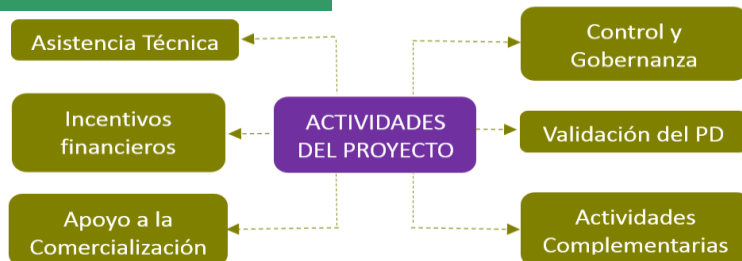 Asistencia Técnica
Incentivos
financieros
Apoyo a la
Comercialización
ACTIVIDADES
DEL PROYECTO
Control y
Gobernanza
Validación del PD
Actividades
Complementarias